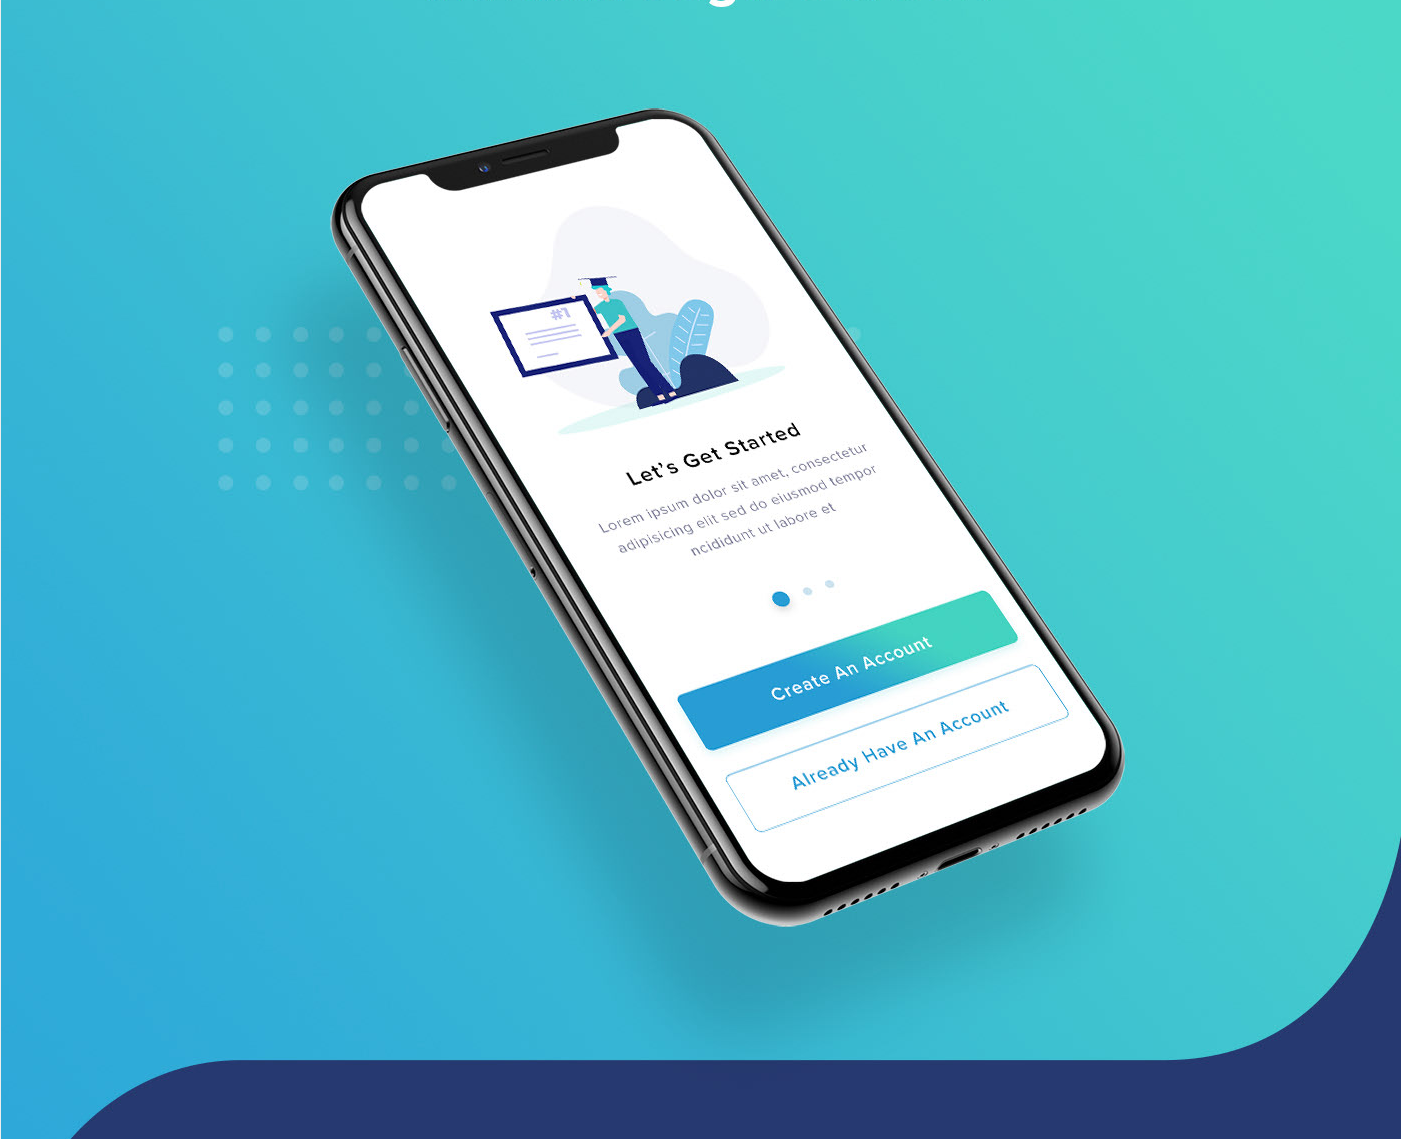 #1
Let's Get Started
Lorem ipsum dolor sit amet, consectetur
adipisicing elit sed do eiusmod tempor
ncididunt ut labore et
Create An Account
Already Have An Account